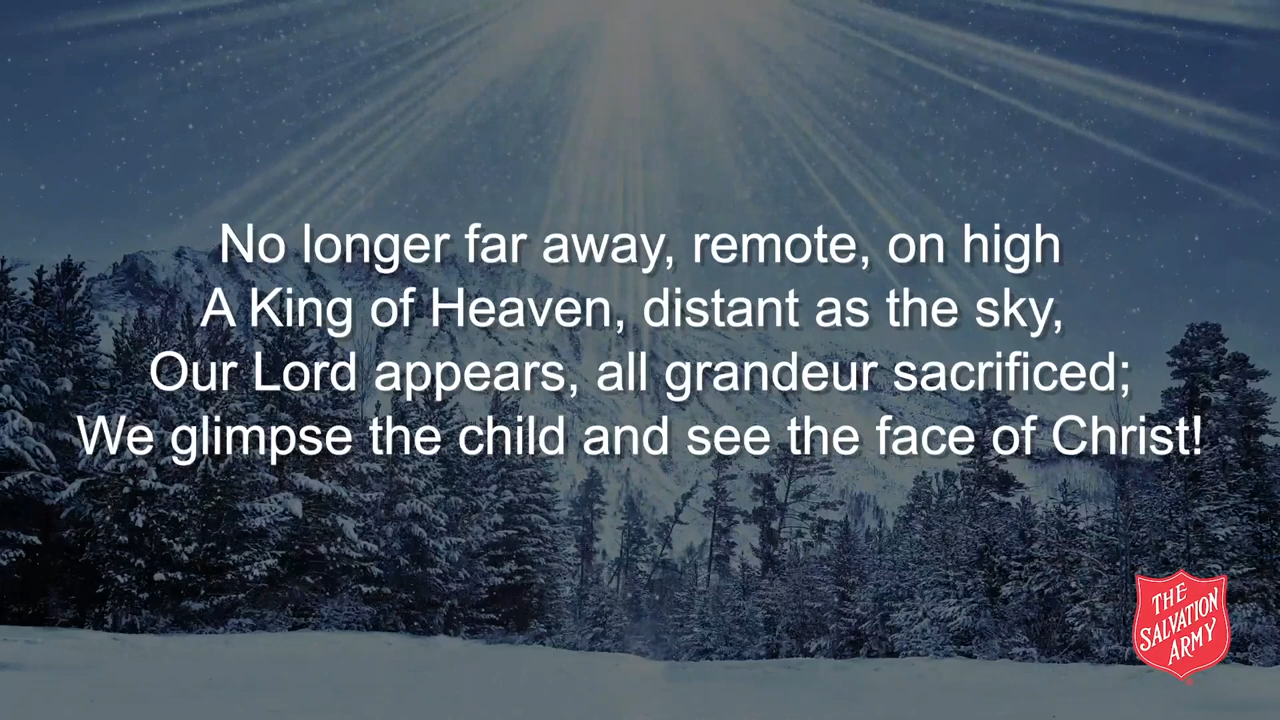 No longer far away, remote, on high
A King of Heaven, distant as the sky,
Our Lord appears, all grandeur sacrificed;
We glimpse the child and see the face of Christ!
THE
SALVATION
ARMY